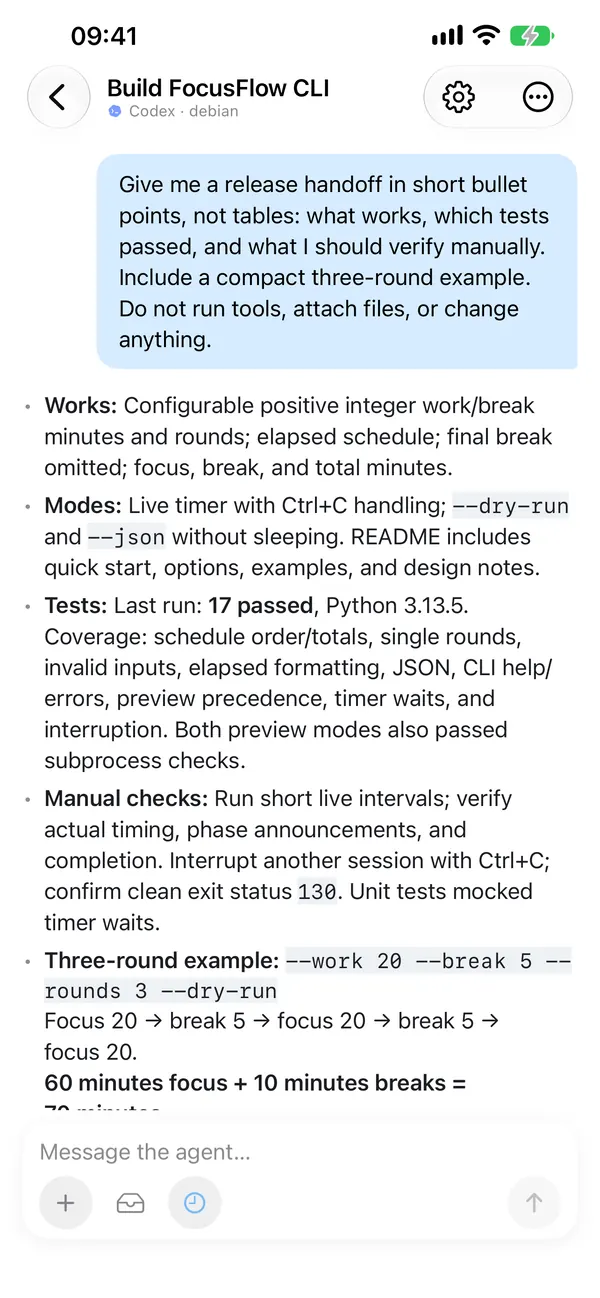 09:41
Build FocusFlow CLI
Codex · debian
Give me a release handoff in short bullet
points, not tables: what works, which tests
passed, and what I should verify manually.
Include a compact three-round example.
Do not run tools, attach files, or change
anything.
• Works: Configurable positive integer work/break
minutes and rounds; elapsed schedule; final break
omitted; focus, break, and total minutes.
• Modes: Live timer with Ctrl+C handling; --dry-run
and --json without sleeping. README includes
quick start, options, examples, and design notes.
• Tests: Last run: 17 passed, Python 3.13.5.
Coverage: schedule order/totals, single rounds,
invalid inputs, elapsed formatting, JSON, CLI help/
errors, preview precedence, timer waits, and
interruption. Both preview modes also passed
subprocess checks.
• Manual checks: Run short live intervals; verify
actual timing, phase announcements, and
completion. Interrupt another session with Ctrl+C;
confirm clean exit status 130. Unit tests mocked
timer waits.
• Three-round example: --work 20 --break 5 --
rounds 3 --dry-run
Focus 20 → break 5 → focus 20 → break 5 →
focus 20.
60 minutes focus + 10 minutes breaks =
70 minutes
Message the agent...